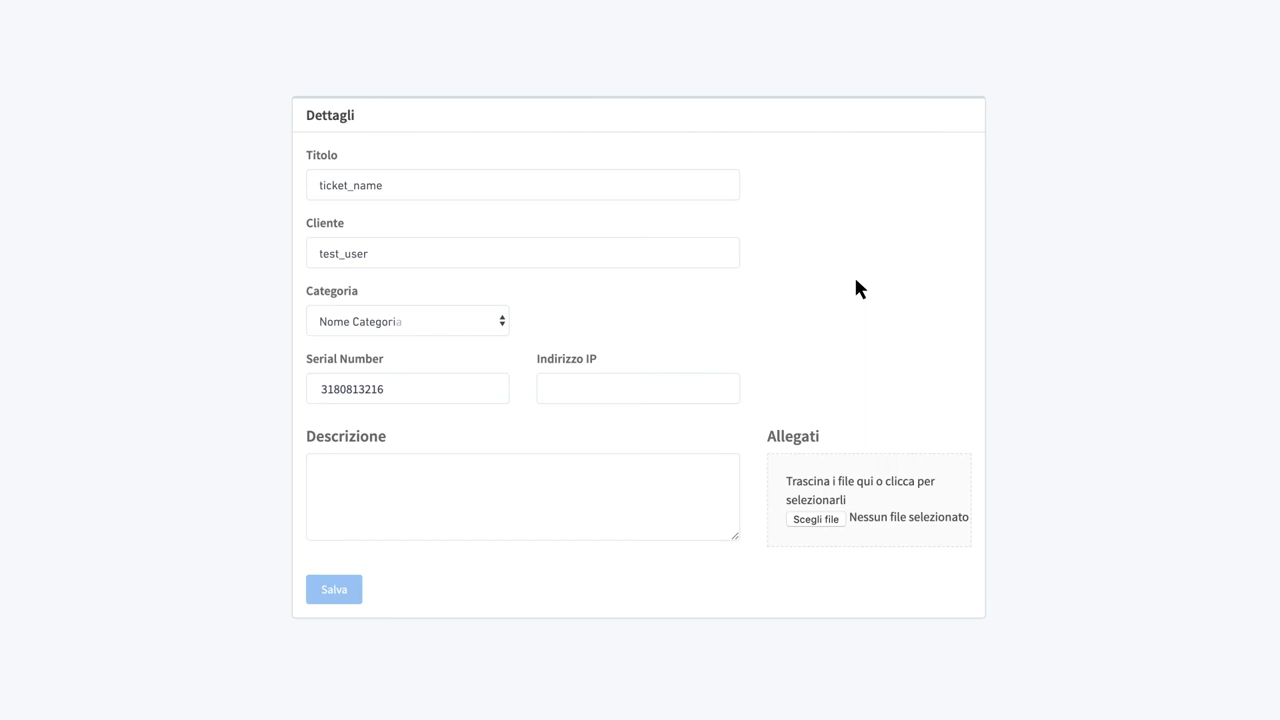 Dettagli
Titolo
ticket_name
Cliente
test_user
Categoria
Nome Categoria
Serial Number
Indirizzo IP
3180813216
Descrizione
Allegati
Trascina i file qui o clicca per
selezionarli
Scegli file Nessun file selezionato
Salva